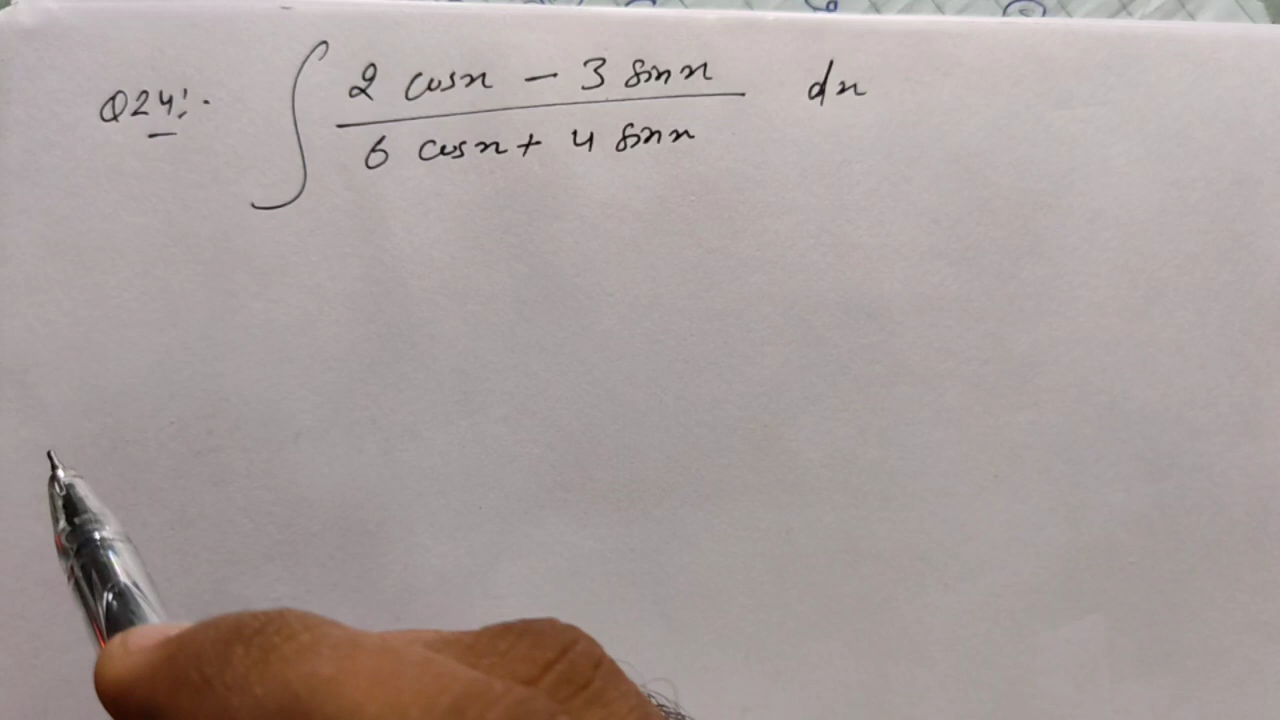 Q24:- ∫ (2 cosx - 3 sinx) / (6 cosx + 4 sinx) dx